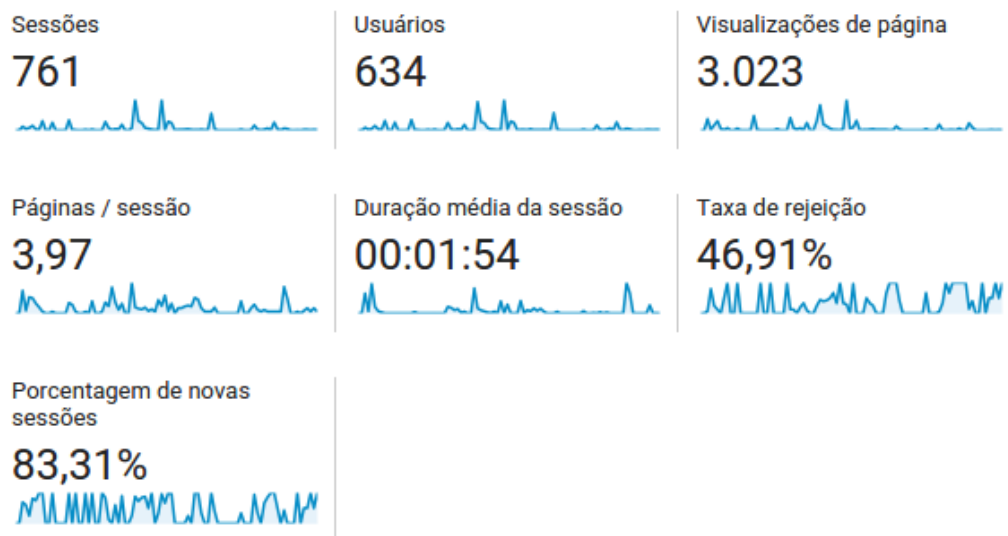 Sessões
761
Usuários
634
Visualizações de página
3.023
Páginas / sessão
3,97
Duração média da sessão
00:01:54
Taxa de rejeição
46,91%
Porcentagem de novas
sessões
83,31%